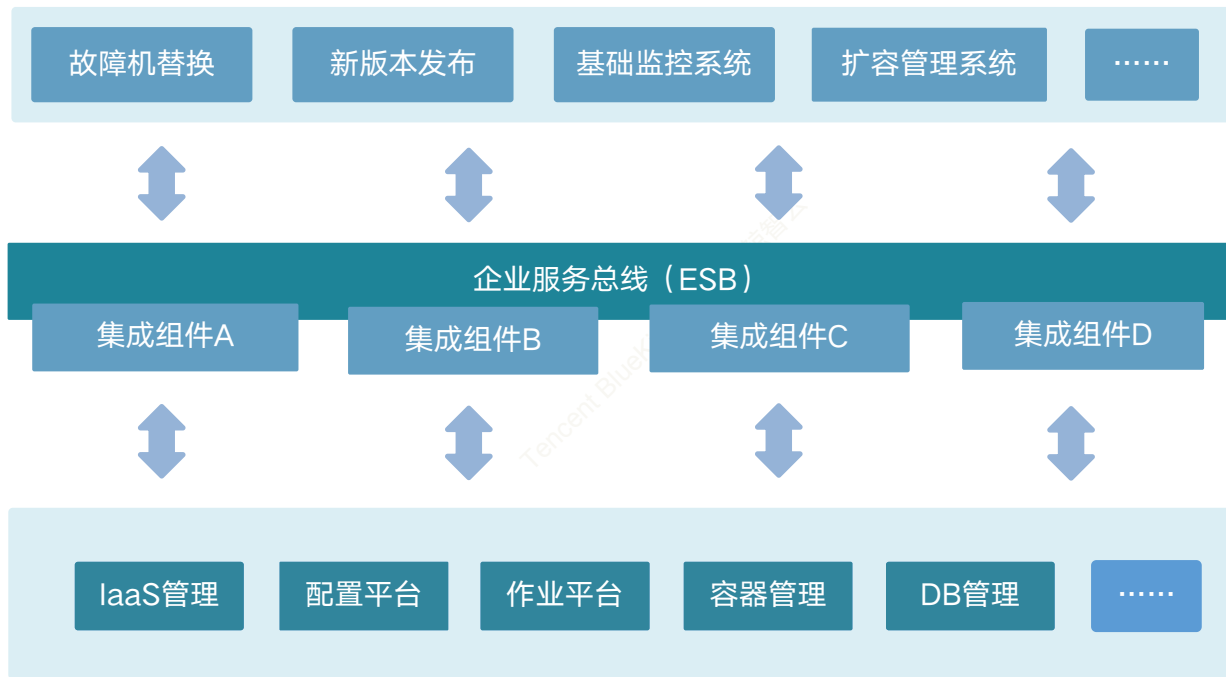 故障机替换
新版本发布
基础监控系统
扩容管理系统
……
企业服务总线（ESB）
集成组件A
集成组件B
集成组件C
集成组件D
IaaS管理
配置平台
作业平台
容器管理
DB管理
……